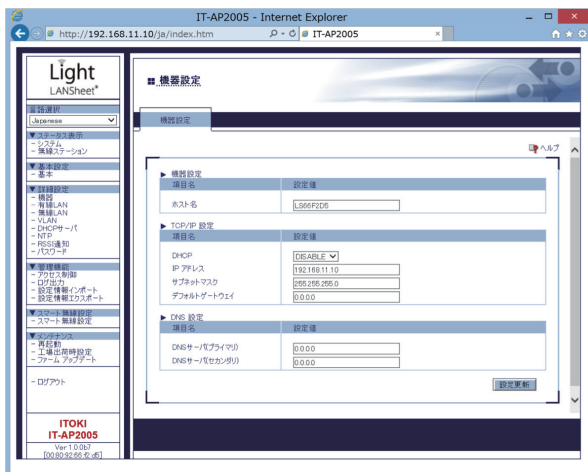 IT-AP2005 - Internet Explorer
http://192.168.11.10/ja/index.htm
IT-AP2005
Light
LANSheet*
言語選択
Japanese
▼ステータス表示
- システム
- 無線ステーション
▼基本設定
- 基本
▼詳細設定
- 機器
- 有線LAN
- 無線LAN
- VLAN
- DHCPサーバ
- NTP
- RSSI通知
- パスワード
▼管理機能
- アクセス制御
- ログ出力
- 設定情報インポート
- 設定情報エクスポート
▼スマート無線設定
- スマート無線設定
▼メンテナンス
- 再起動
- 工場出荷時設定
- ファーム アップデート
- ログアウト
ITOKI
IT-AP2005
Ver 1.0.0b7
[00:80:92:66:f2:d5]
機器設定
機器設定
ヘルプ
▶ 機器設定
項目名 設定値
ホスト名 LS66F2D5
▶ TCP/IP 設定
項目名 設定値
DHCP DISABLE
IP アドレス 192.168.11.10
サブネットマスク 255.255.255.0
デフォルトゲートウェイ 0.0.0.0
▶ DNS 設定
項目名 設定値
DNSサーバ(プライマリ) 0.0.0.0
DNSサーバ(セカンダリ) 0.0.0.0
設定更新